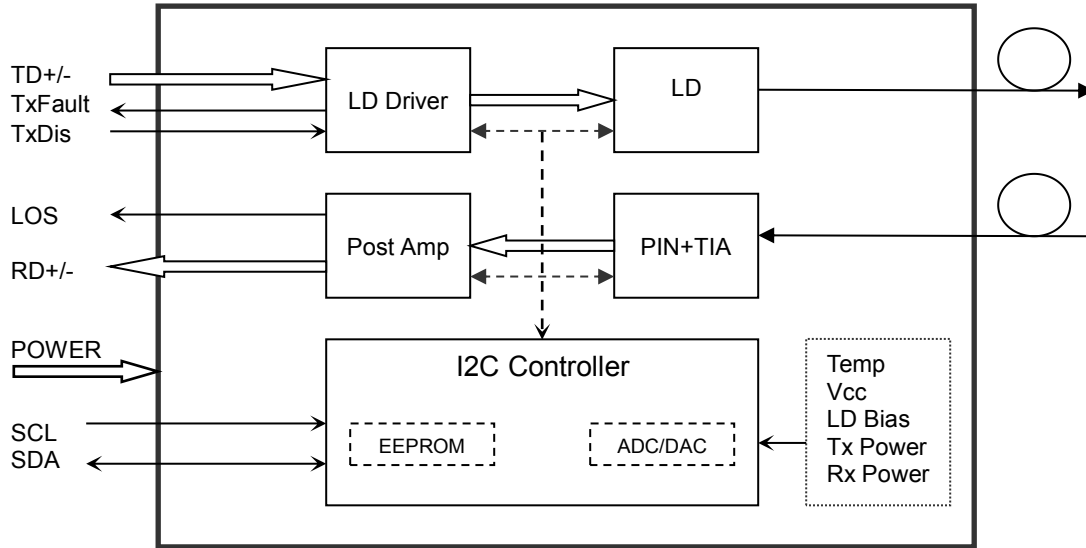 TD+/-
TxFault
TxDis
LD Driver
LD
LOS
RD+/-
Post Amp
PIN+TIA
POWER
SCL
SDA
I2C Controller
EEPROM
ADC/DAC
Temp
Vcc
LD Bias
Tx Power
Rx Power